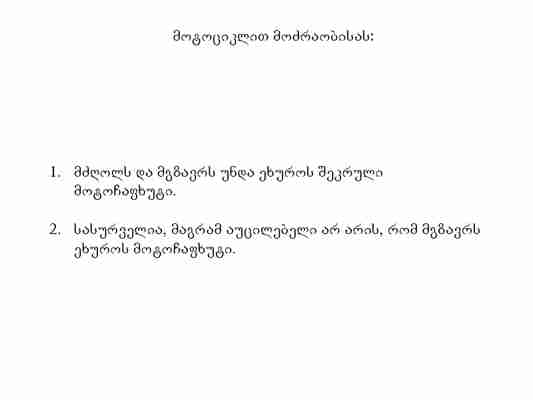 მოტოციკლით მოძრაობისას:
1. მძღოლს და მგზავრს უნდა ეხუროს შეკრული
მოტოჩაფხუტი.
2. სასურველია, მაგრამ აუცილებელი არ არის, რომ მგზავრს
ეხუროს მოტოჩაფხუტი.